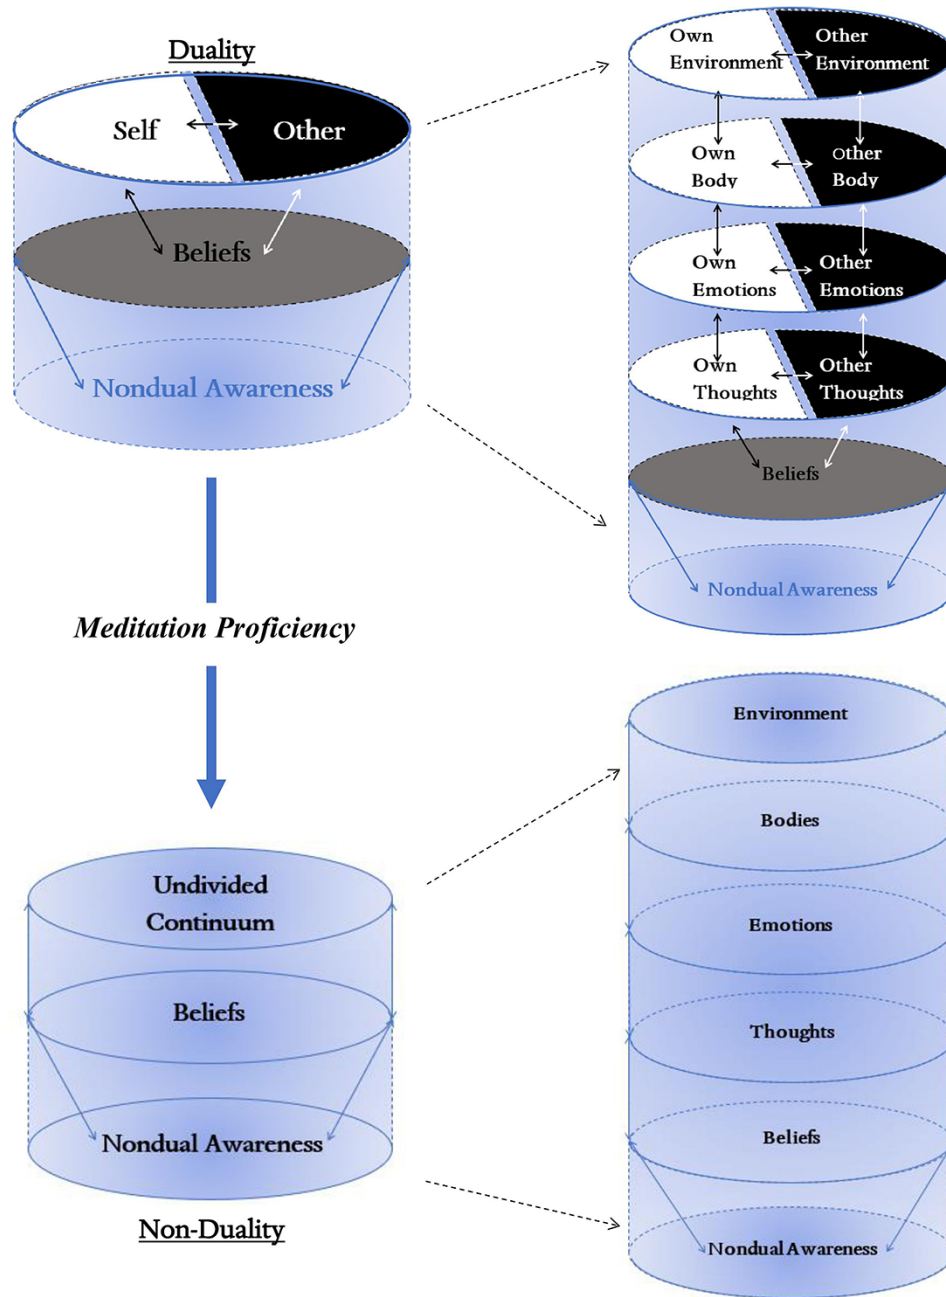 Duality
Self
Other
Beliefs
Nondual Awareness
Own
Environment
Other
Environment
Own
Body
Other
Body
Own
Emotions
Other
Emotions
Own
Thoughts
Other
Thoughts
Beliefs
Nondual Awareness
Meditation Proficiency
Undivided
Continuum
Beliefs
Nondual Awareness
Non-Duality
Environment
Bodies
Emotions
Thoughts
Beliefs
Nondual Awareness